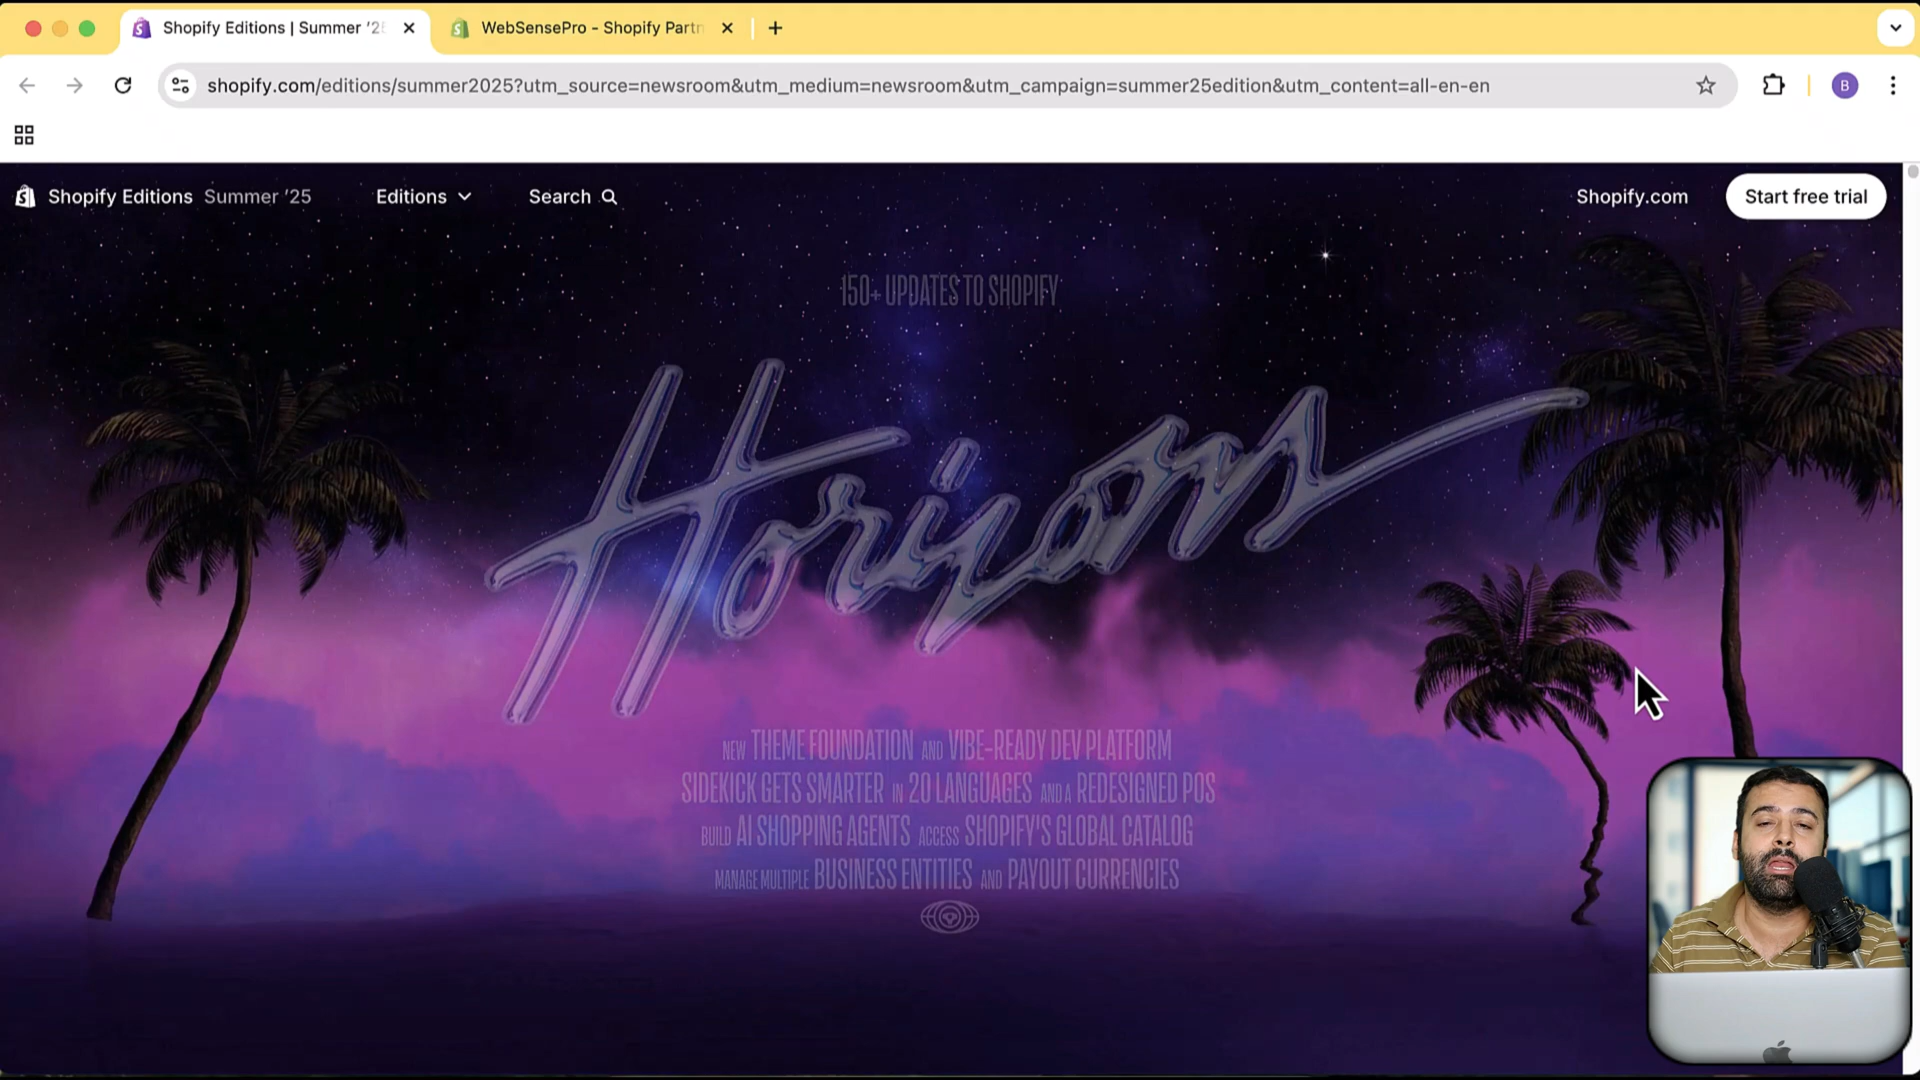 Shopify Editions | Summer '25
WebSensePro - Shopify Partn
shopify.com/editions/summer2025?utm_source=newsroom&utm_medium=newsroom&utm_campaign=summer25edition&utm_content=all-en-en
B
Shopify Editions Summer '25
Editions
Search
Shopify.com
Start free trial
150+ UPDATES TO SHOPIFY
Horizons
NEW THEME FOUNDATION AND VIBE-READY DEV PLATFORM
SIDEKICK GETS SMARTER IN 20 LANGUAGES AND A REDESIGNED POS
BUILD AI SHOPPING AGENTS ACCESS SHOPIFY'S GLOBAL CATALOG
MANAGE MULTIPLE BUSINESS ENTITIES AND PAYOUT CURRENCIES